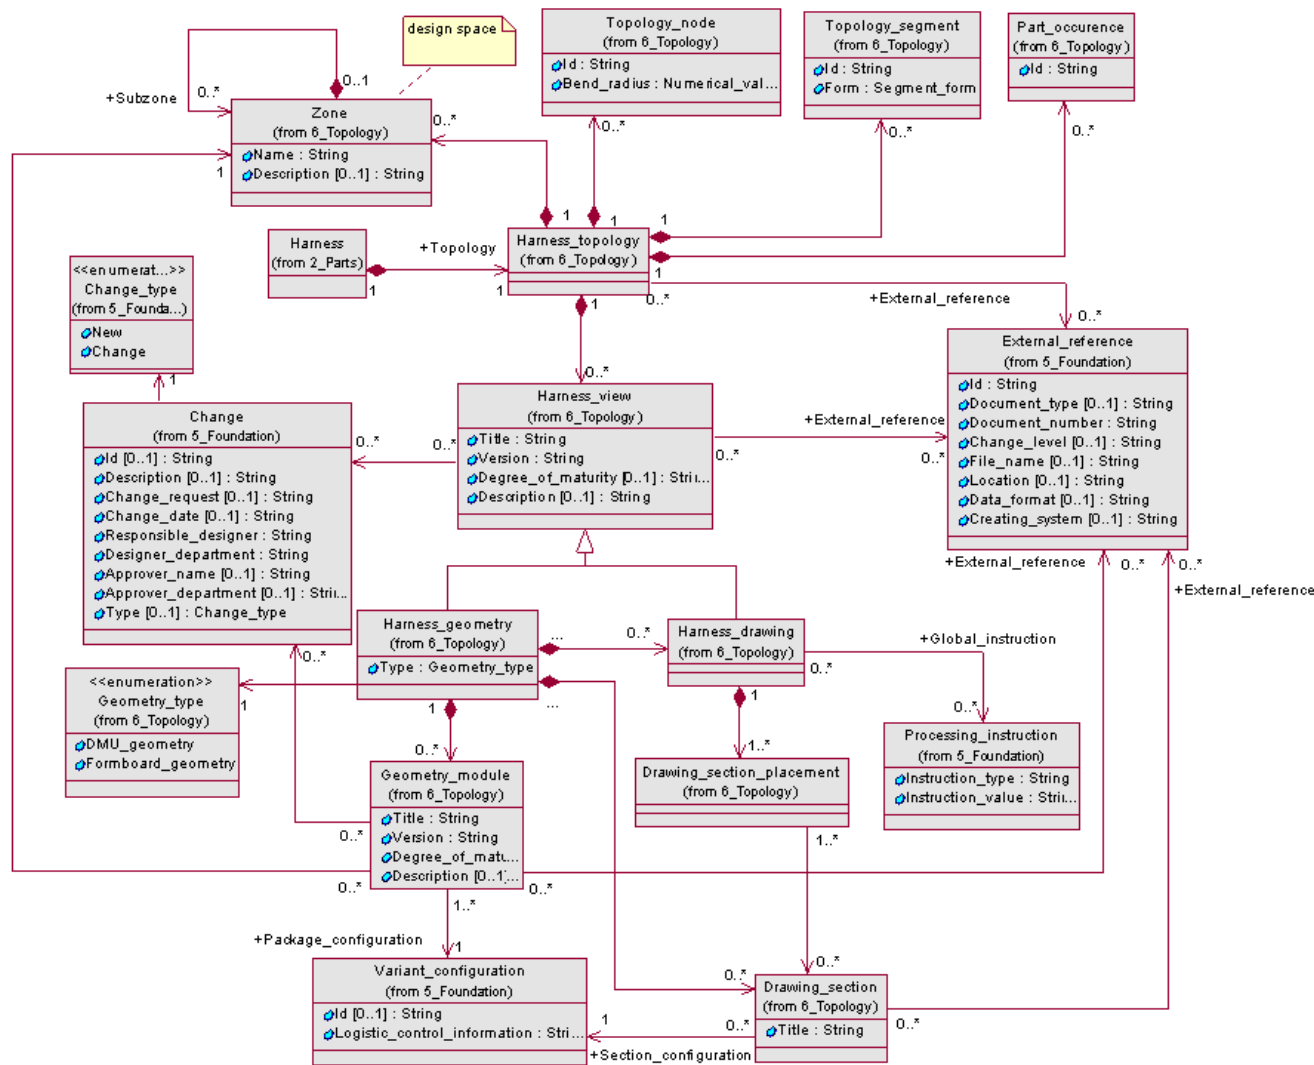 design space
Topology_node
(from 6_Topology)
Id : String
Bend_radius : Numerical_val...
Topology_segment
(from 6_Topology)
Id : String
Form : Segment_form
Part_occurence
(from 6_Topology)
Id : String
0..*
0..1
+Subzone
Zone
(from 6_Topology)
Name : String
Description [0..1] : String
0..*
1
0..*
0..*
0..*
Harness
(from 2_Parts)
+Topology
1
1
Harness_topology
(from 6_Topology)
1
1
1
1
1
0..*
+External_reference
0..*
<<enumerat...>>
Change_type
(from 5_Founda...)
New
Change
1
External_reference
(from 5_Foundation)
Id : String
Document_type [0..1] : String
Document_number : String
Change_level [0..1] : String
File_name [0..1] : String
Location [0..1] : String
Data_format [0..1] : String
Creating_system [0..1] : String
0..*
Harness_view
(from 6_Topology)
Title : String
Version : String
Degree_of_maturity [0..1] : Strin...
Description [0..1] : String
+External_reference
0..*
0..*
0..*
0..*
Change
(from 5_Foundation)
Id [0..1] : String
Description [0..1] : String
Change_request [0..1] : String
Change_date [0..1] : String
Responsible_designer : String
Designer_department : String
Approver_name [0..1] : String
Approver_department [0..1] : Strin...
Type [0..1] : Change_type
+External_reference
0..*
0..*
+External_reference
Harness_geometry
(from 6_Topology)
Type : Geometry_type
...
0..*
...
Harness_drawing
(from 6_Topology)
0..*
+Global_instruction
0..*
0..*
<<enumeration>>
Geometry_type
(from 6_Topology)
DMU_geometry
Formboard_geometry
1
1
0..*
1
1..*
Processing_instruction
(from 5_Foundation)
Instruction_type : String
Instruction_value : Strin...
Geometry_module
(from 6_Topology)
Title : String
Version : String
Degree_of_matu...
Description [0..1]...
0..*
0..*
0..*
Drawing_section_placement
(from 6_Topology)
1..*
1..*
+Package_configuration
1
Variant_configuration
(from 5_Foundation)
Id [0..1] : String
Logistic_control_information : Stri...
0..*
0..*
Drawing_section
(from 6_Topology)
Title : String
1
0..*
0..*
+Section_configuration